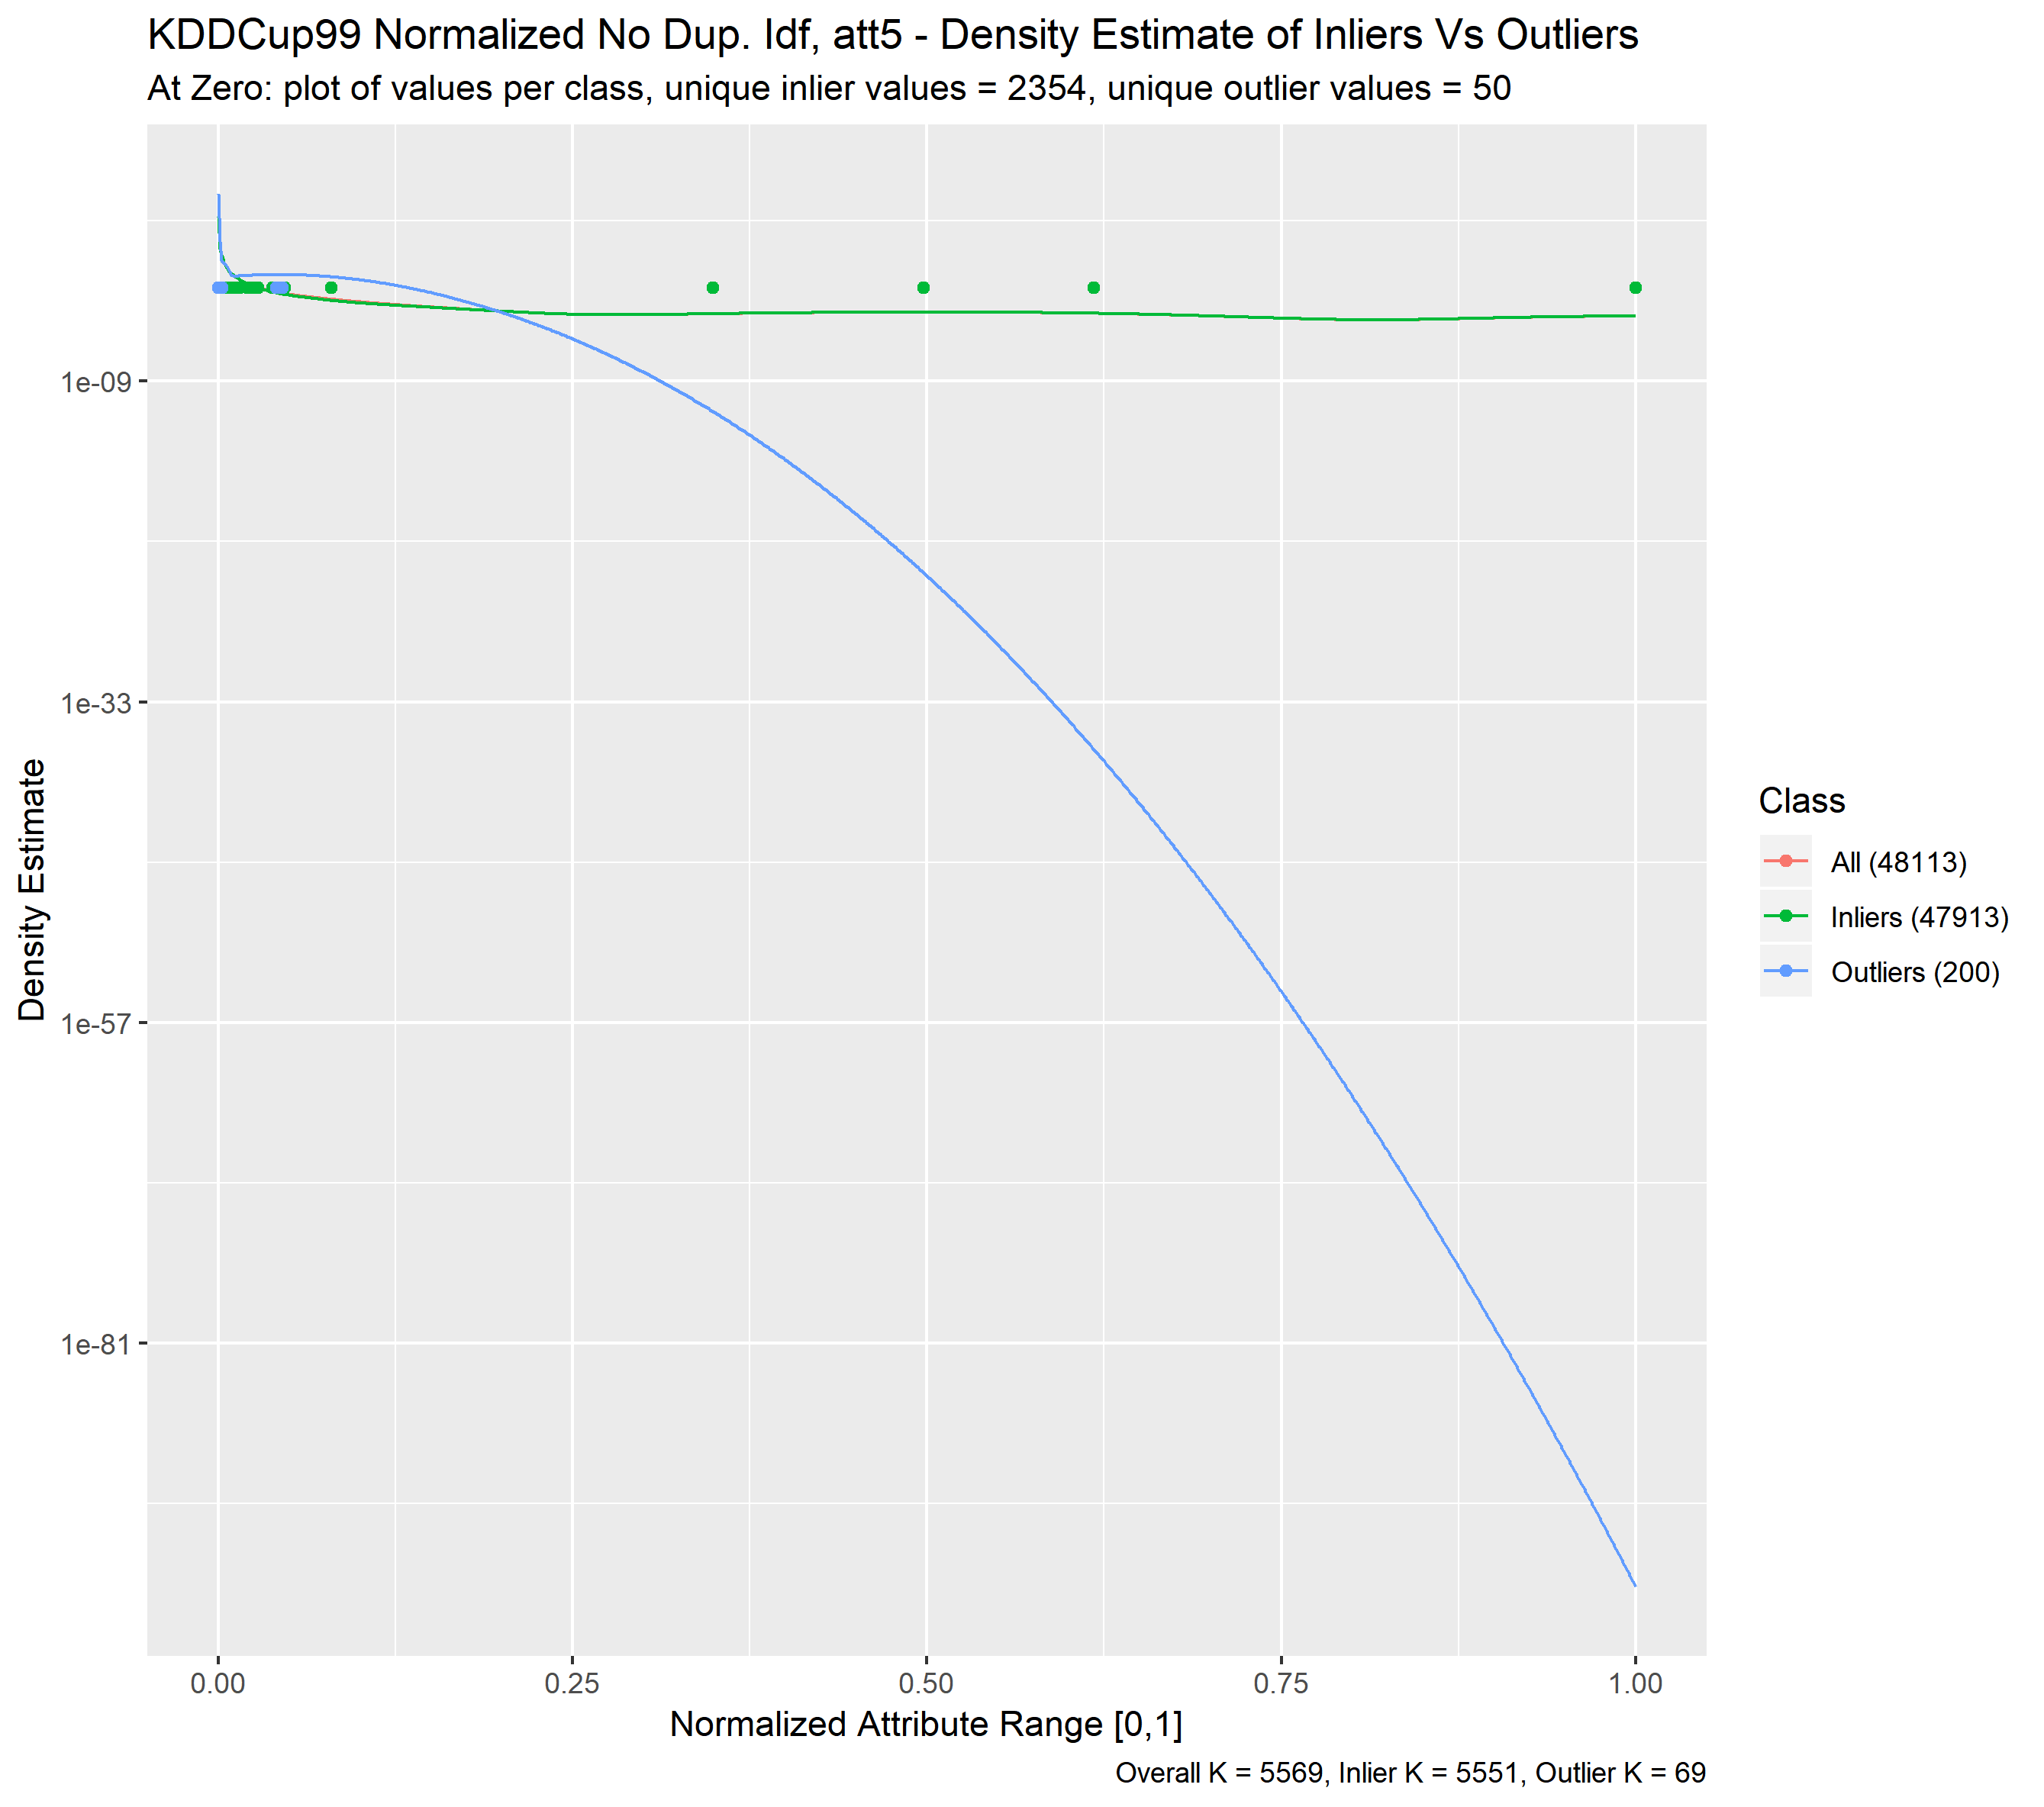 KDDCup99 Normalized No Dup. Idf, att5 - Density Estimate of Inliers Vs Outliers
At Zero: plot of values per class, unique inlier values = 2354, unique outlier values = 50
1e-09
1e-33
1e-57
1e-81
Density Estimate
0.00
0.25
0.50
0.75
1.00
Normalized Attribute Range [0,1]
Overall K = 5569, Inlier K = 5551, Outlier K = 69
Class
All (48113)
Inliers (47913)
Outliers (200)